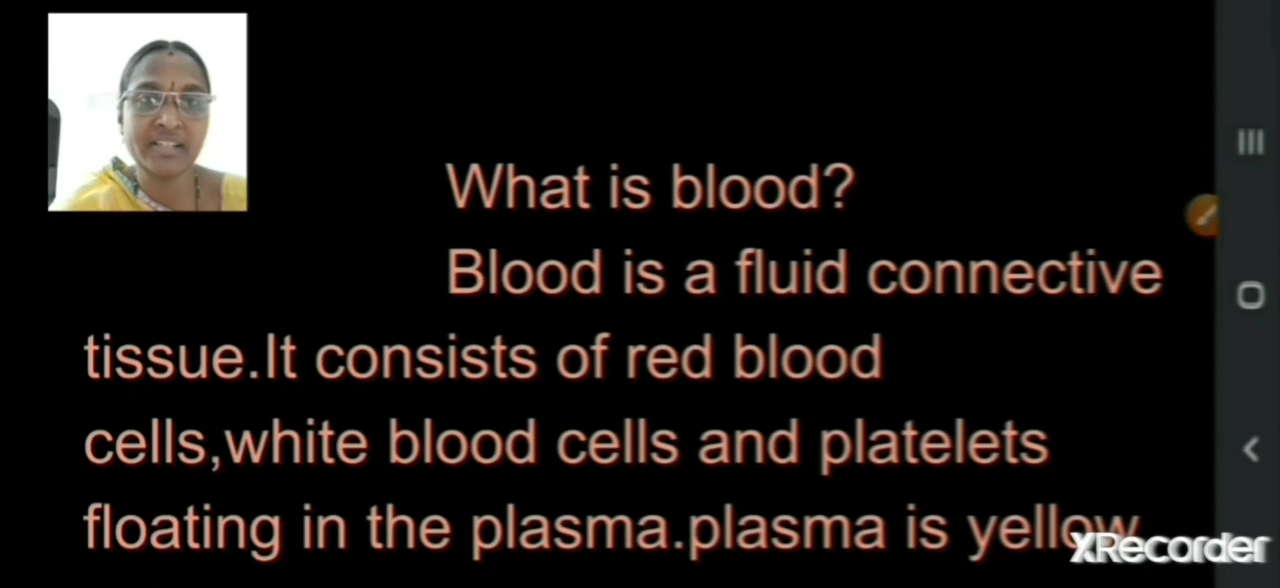 What is blood?
Blood is a fluid connective
tissue.It consists of red blood
cells,white blood cells and platelets
floating in the plasma.plasma is yellow
XRecorder